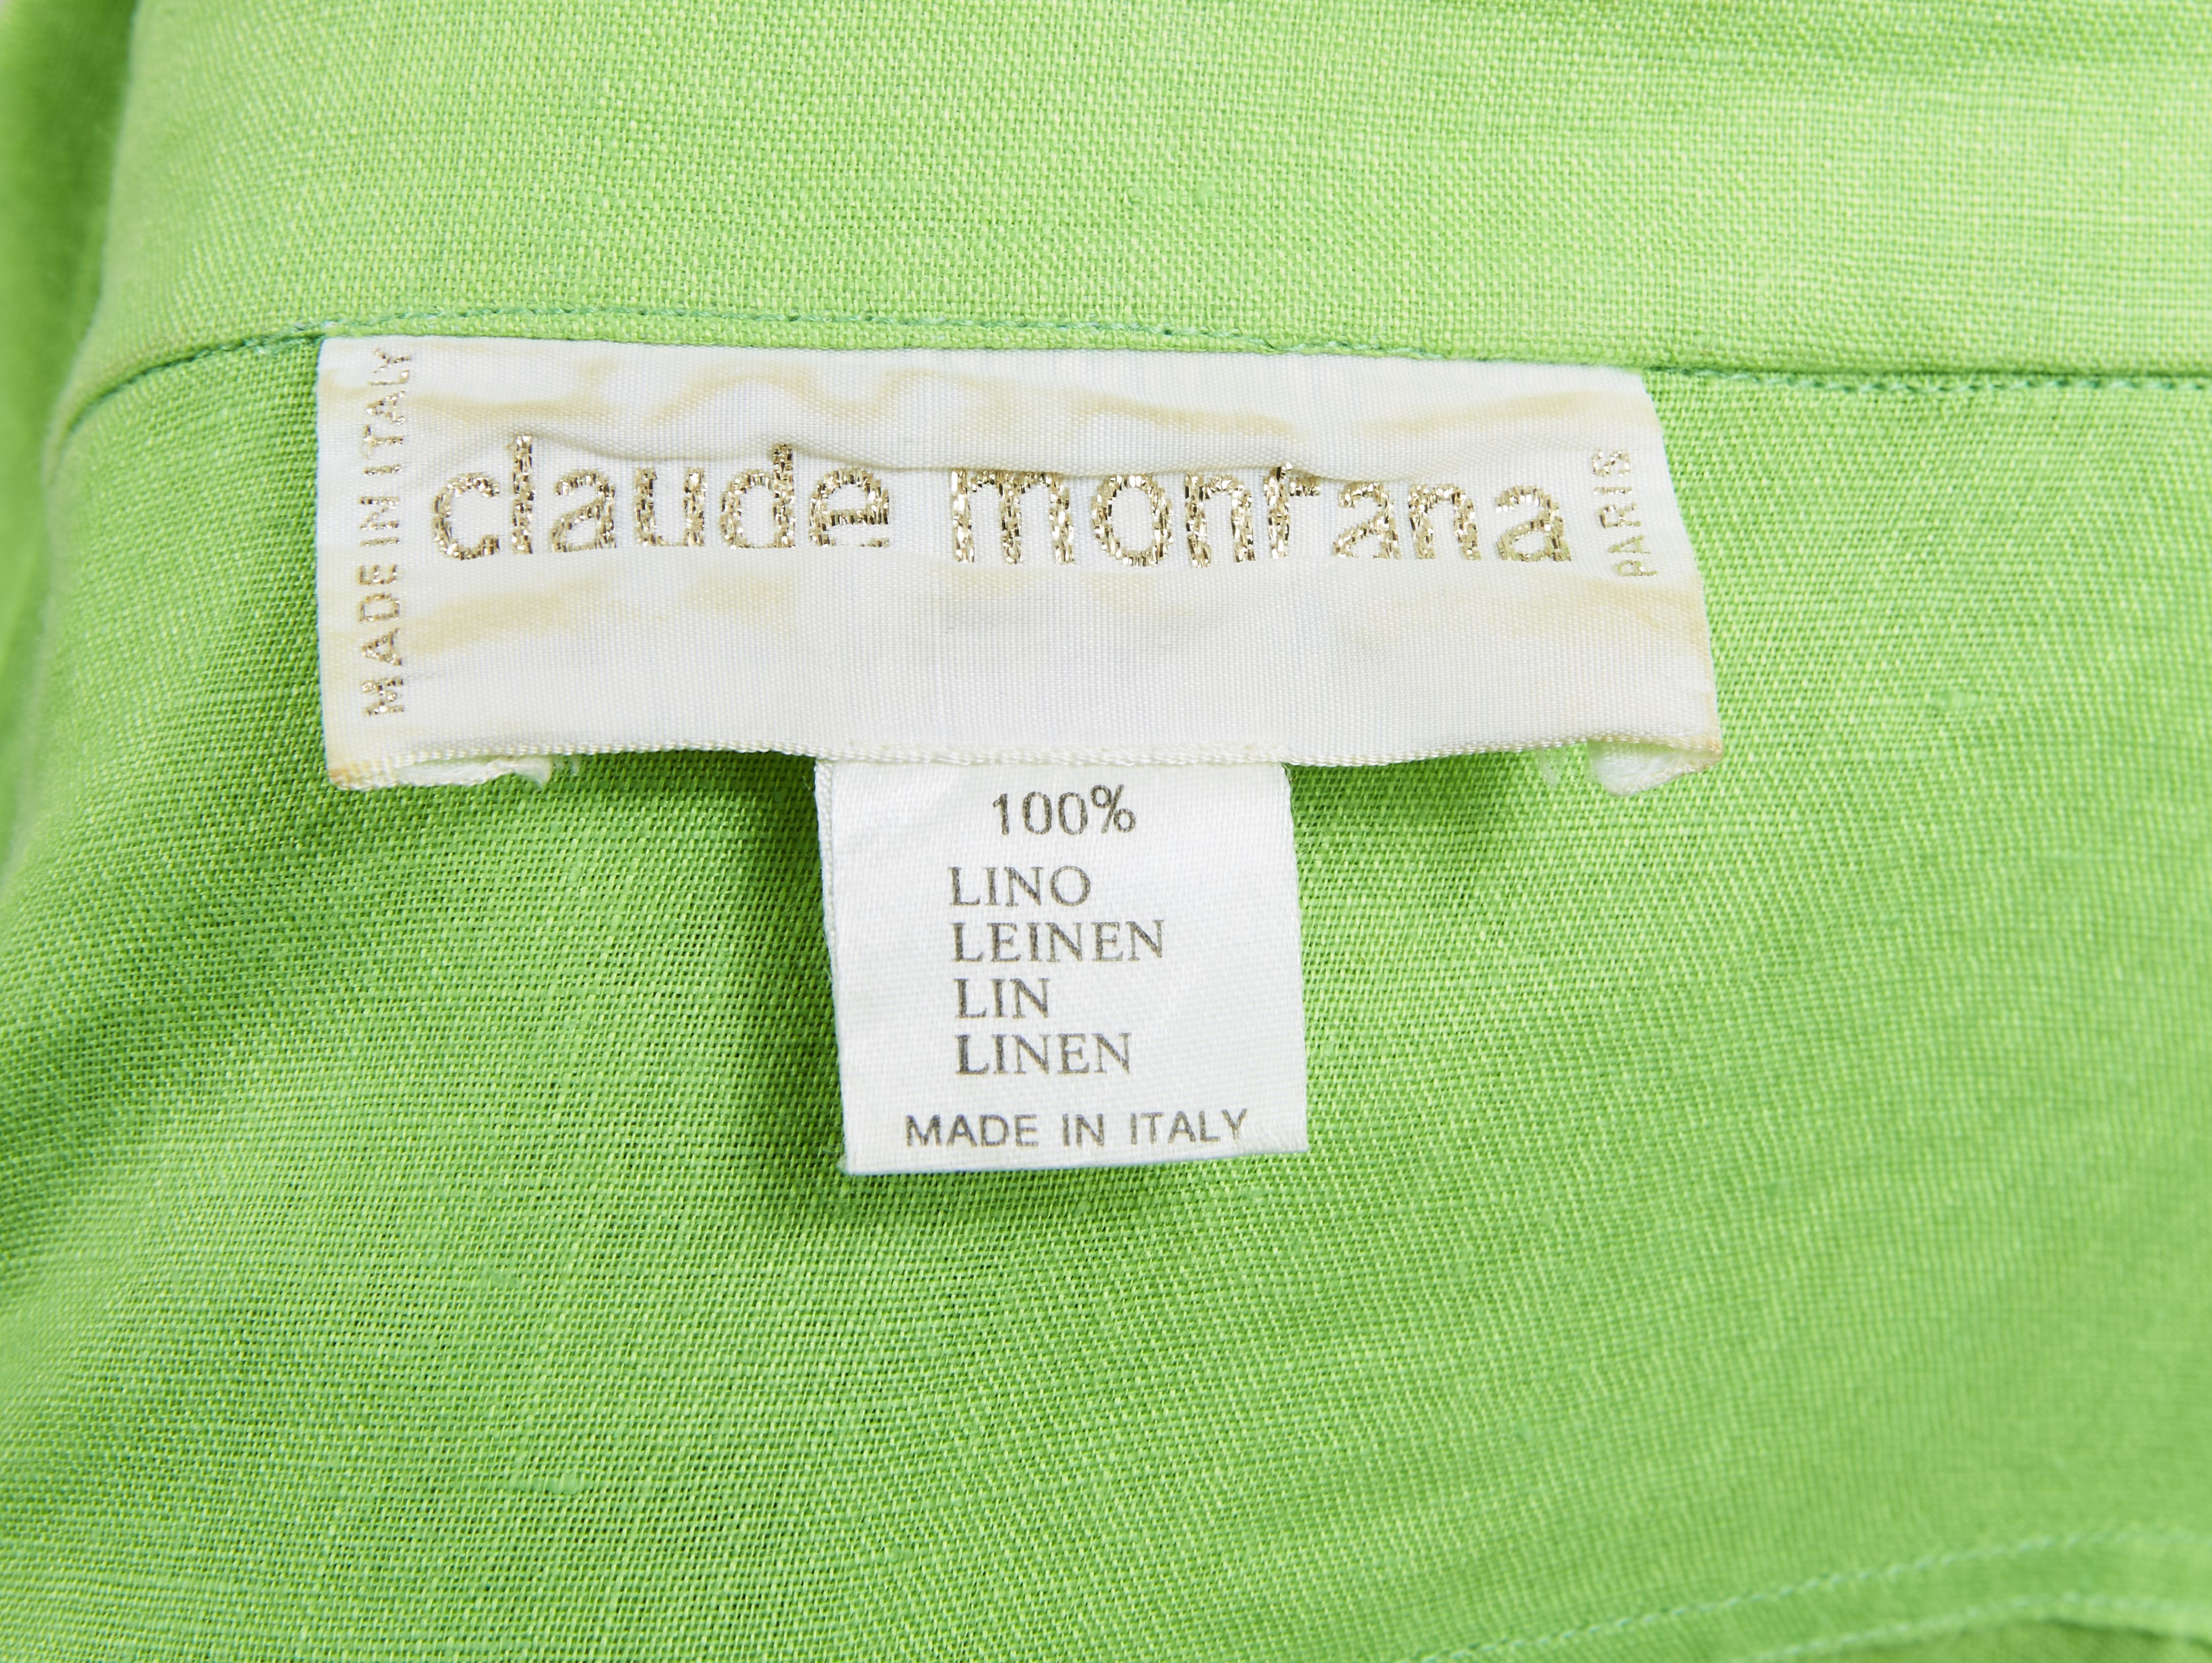 MADE IN ITALY
claude montana
PARIS
100%
LINO
LEINEN
LIN
LINEN
MADE IN ITALY